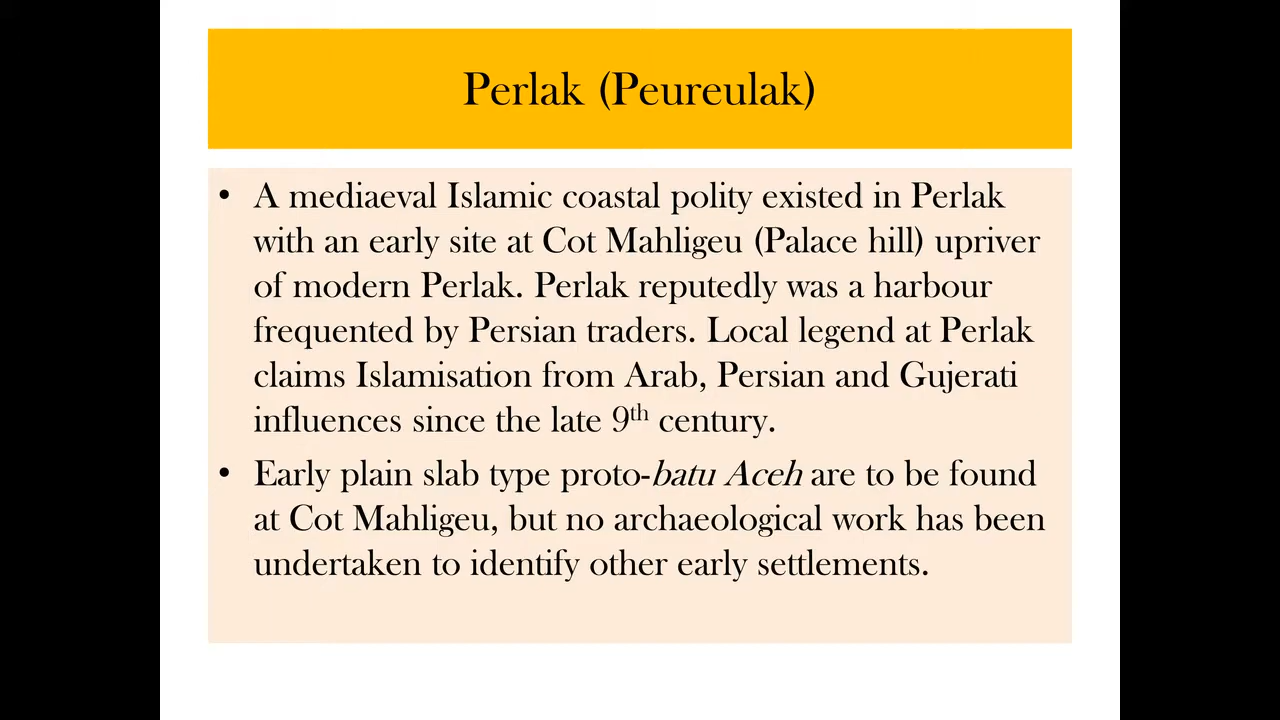 Perlak (Peureulak)
• A mediaeval Islamic coastal polity existed in Perlak
with an early site at Cot Mahligeu (Palace hill) upriver
of modern Perlak. Perlak reputedly was a harbour
frequented by Persian traders. Local legend at Perlak
claims Islamisation from Arab, Persian and Gujerati
influences since the late 9th century.
• Early plain slab type proto-batu Aceh are to be found
at Cot Mahligeu, but no archaeological work has been
undertaken to identify other early settlements.